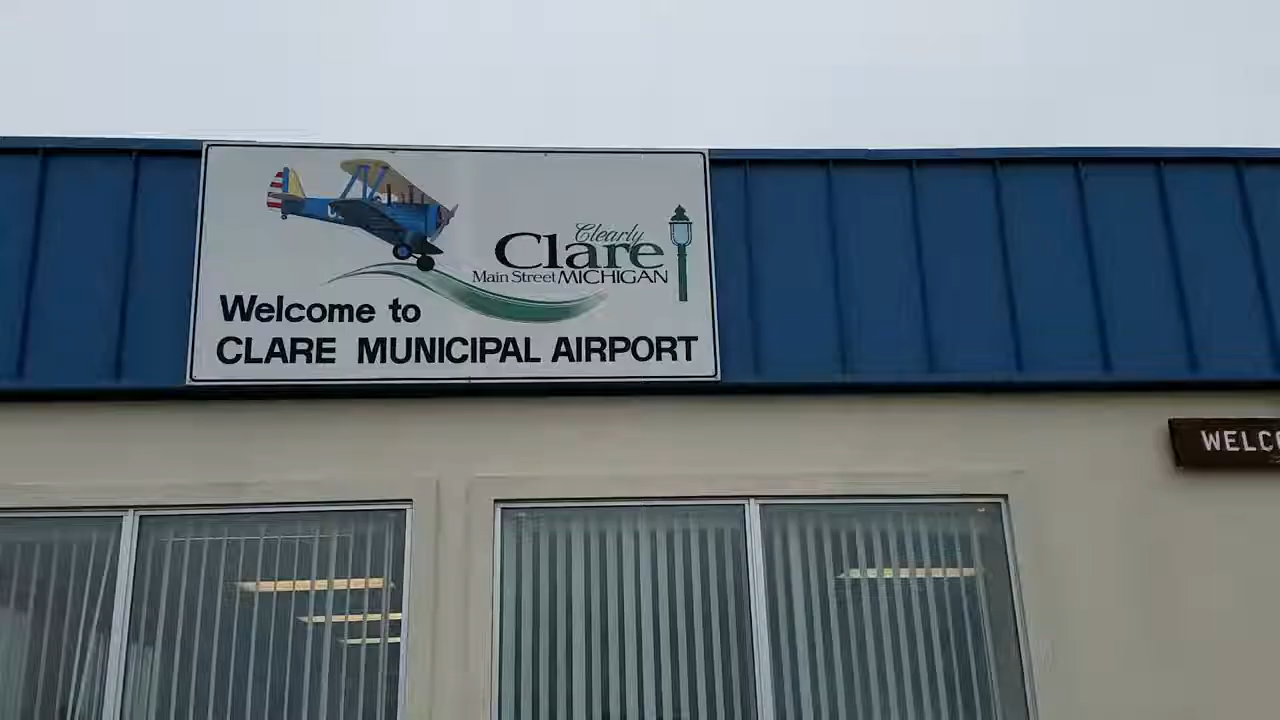 Clearly
Clare
Main Street MICHIGAN
Welcome to
CLARE MUNICIPAL AIRPORT